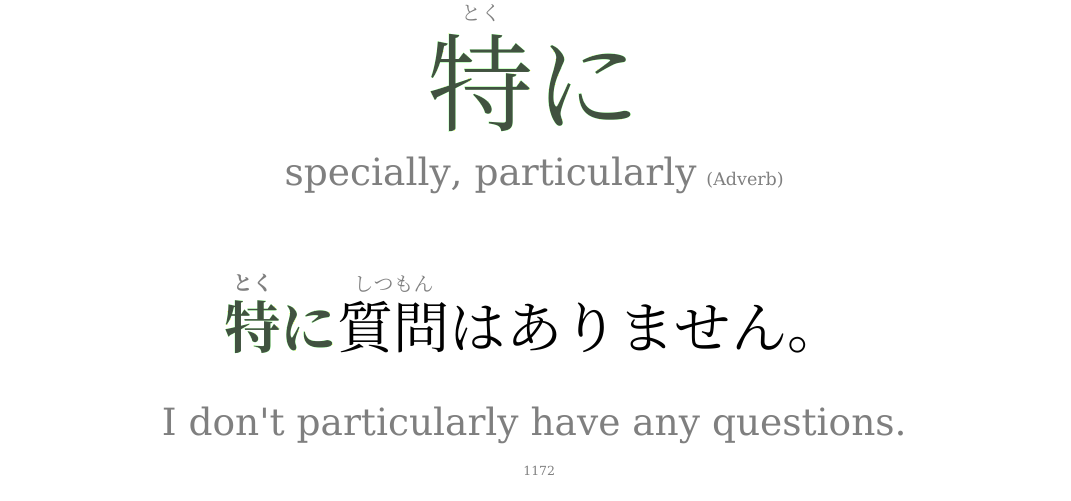 とく
特に
specially, particularly (Adverb)
とく しつもん
特に質問はありません。
I don't particularly have any questions.
1172